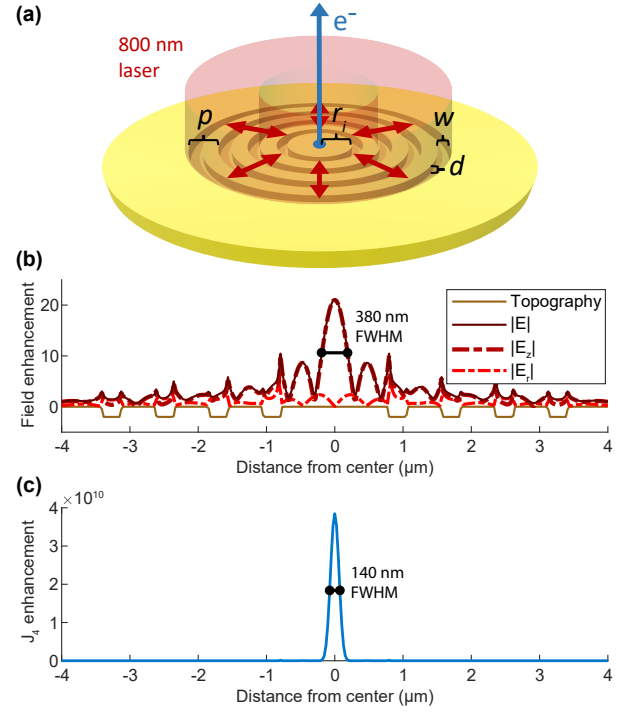 (a)
e⁻
800 nm
laser
p
r_i
w
d
(b)
Field enhancement
20
10
0
380 nm
FWHM
Topography
|E|
|E_z|
|E_r|
-4 -3 -2 -1 0 1 2 3 4
Distance from center (µm)
(c)
×10¹⁰
J_4 enhancement
4
3
2
1
0
140 nm
FWHM
-4 -3 -2 -1 0 1 2 3 4
Distance from center (µm)